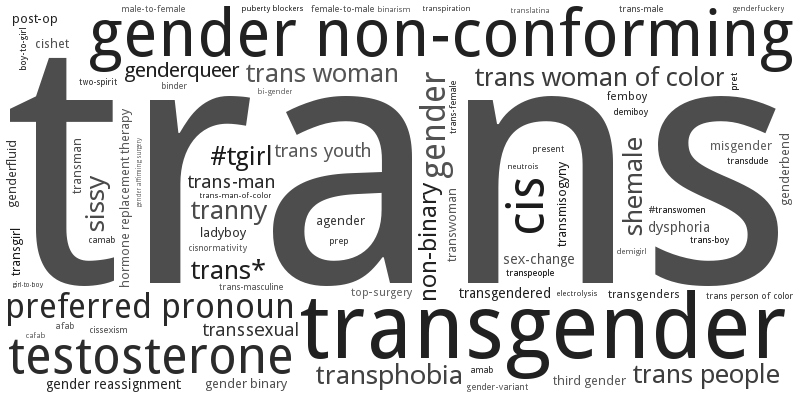 male-to-female
puberty blockers
female-to-male
binarism
transpiration
translatina
trans-male
genderfuckery
post-op
gender non-conforming
boy-to-girl
cishet
genderqueer
trans woman
trans woman of color
pret
two-spirit
binder
bi-gender
gender
trans-female
femboy
demiboy
trans
genderfluid
transman
hormone replacement therapy
gender affirming surgery
#tgirl
trans youth
present
misgender
transdude
genderbend
neutrois
trans-man
trans-man-of-color
sissy
cis
transmisogyny
shemale
tranny
agender
non-binary
transwoman
#transwomen
ladyboy
dysphoria
camab
prep
trans-boy
transgirl
cisnormativity
sex-change
demigirl
trans*
transpeople
girl-to-boy
trans-masculine
top-surgery
transgendered
electrolysis
transgenders
trans person of color
preferred pronoun
transgender
afab
cissexism
transsexual
cafab
testosterone
transphobia
amab
third gender
trans people
gender reassignment
gender binary
gender-variant